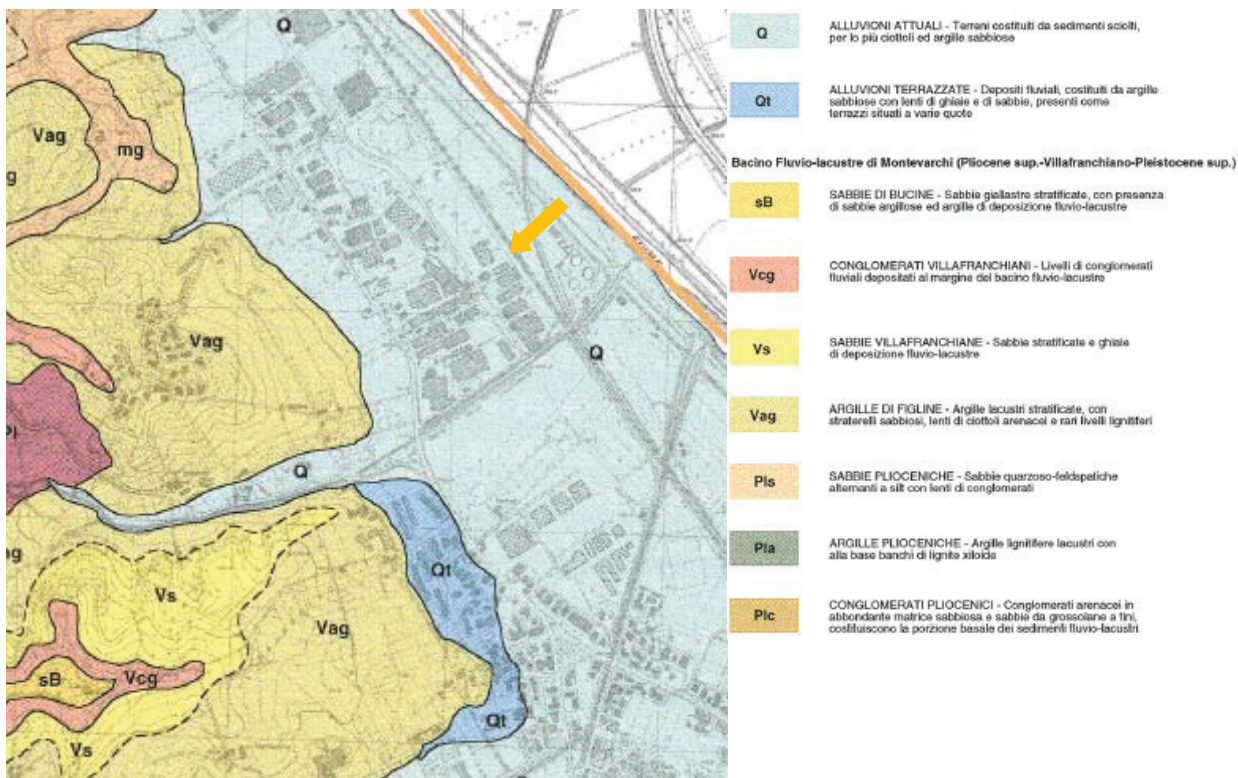 Q
Vag
mg
g
Vag
Q
Q
Pl
ag
Vs
Qt
Vag
sB
Vcg
Vs
Qt
Q
Q
ALLUVIONI ATTUALI - Terreni costituiti da sedimenti sciolti,
per lo più ciottoli ed argille sabbiose
Qt
ALLUVIONI TERRAZZATE - Depositi fluviali, costituiti da argille
sabbiose con lenti di ghiaie e di sabbie, presenti come
terrazzi situati a varie quote
Bacino Fluvio-lacustre di Montevarchi (Pliocene sup.-Villafranchiano-Pleistocene sup.)
sB
SABBIE DI BUCINE - Sabbie giallastre stratificate, con presenza
di sabbie argillose ed argille di deposizione fluvio-lacustre
Vcg
CONGLOMERATI VILLAFRANCHIANI - Livelli di conglomerati
fluviali depositati al margine del bacino fluvio-lacustre
Vs
SABBIE VILLAFRANCHIANE - Sabbie stratificate e ghiaie
di deposizione fluvio-lacustre
Vag
ARGILLE DI FIGLINE - Argille lacustri stratificate, con
straterelli sabbiosi, lenti di ciottoli arenacei e rari livelli lignitiferi
Pls
SABBIE PLIOCENICHE - Sabbie quarzoso-feldspatiche
alternanti a silt con lenti di conglomerati
Pla
ARGILLE PLIOCENICHE - Argille lignitifere lacustri con
alla base banchi di lignite xiloide
Plc
CONGLOMERATI PLIOCENICI - Conglomerati arenacei in
abbondante matrice sabbiosa e sabbie da grossolane a fini,
costituiscono la porzione basale dei sedimenti fluvio-lacustri